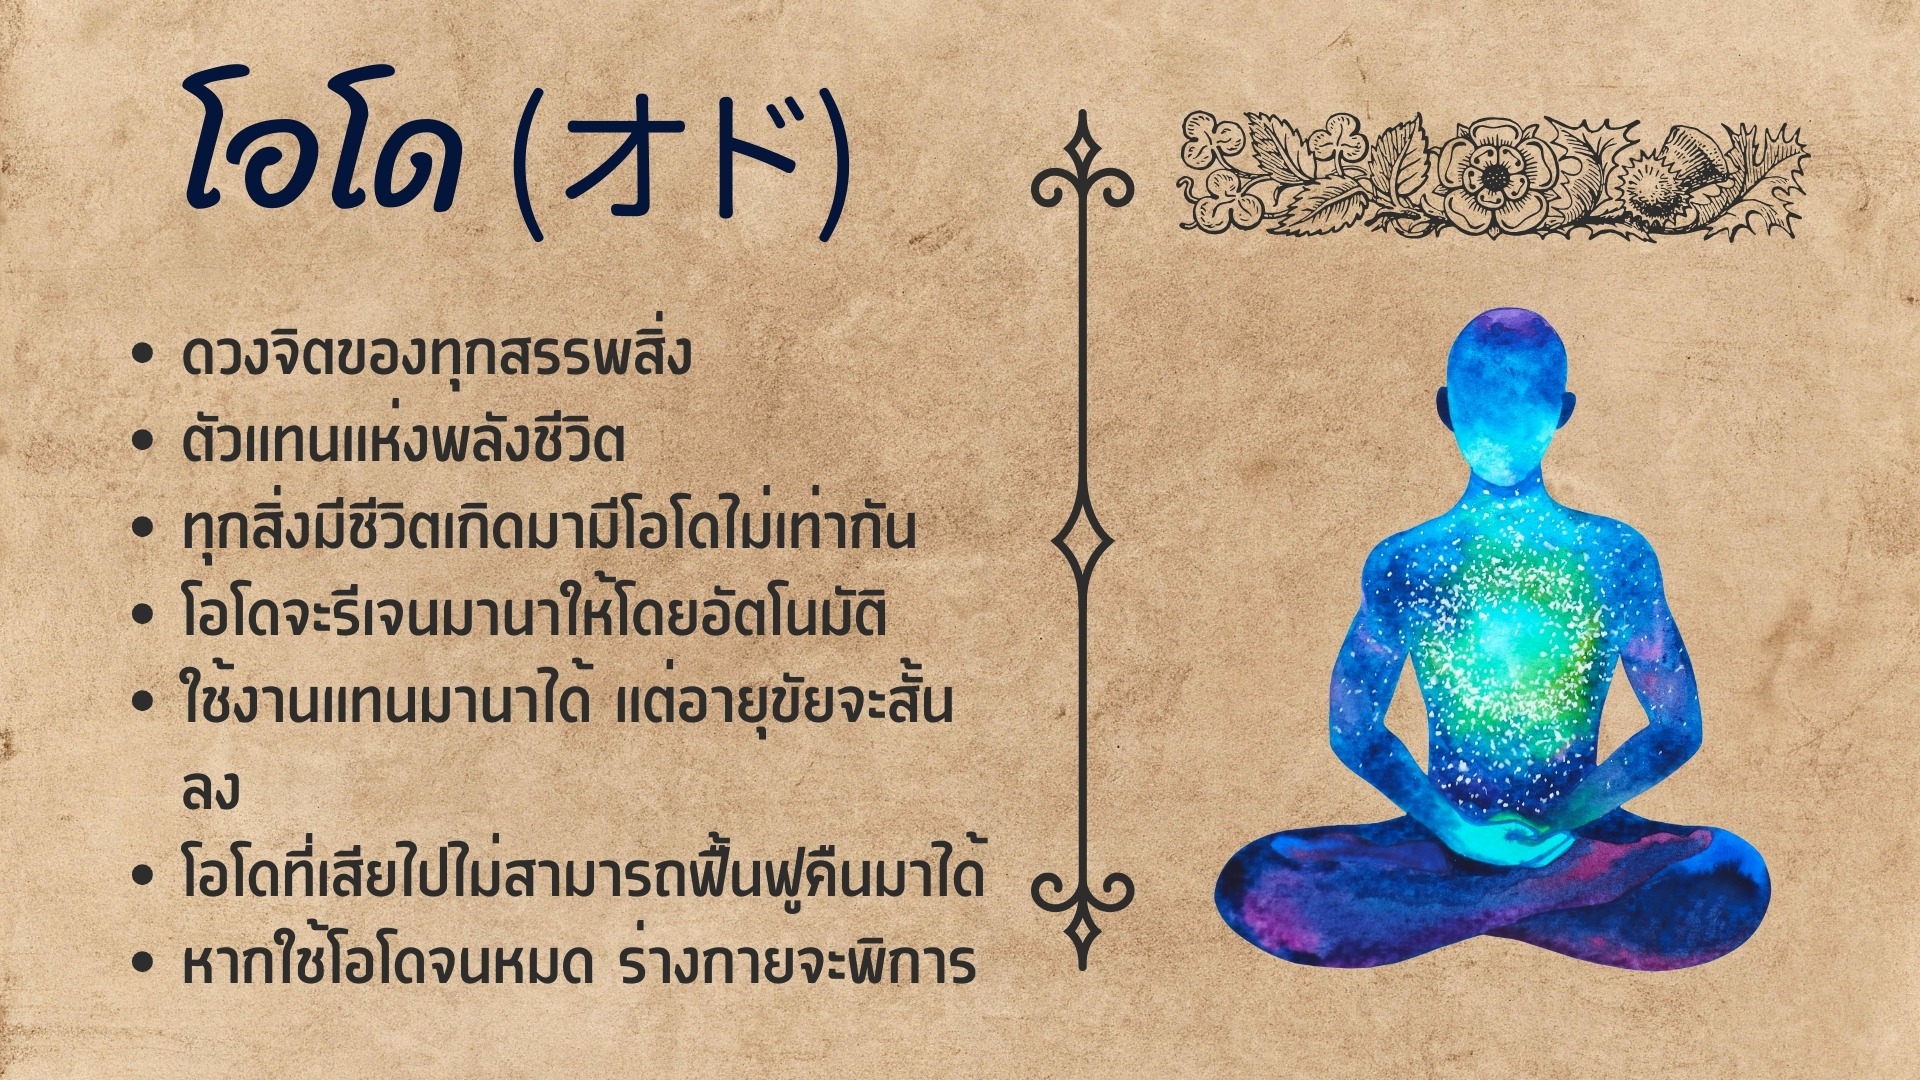 โอโด (オド)
• ดวงจิตของทุกสรรพสิ่ง
• ตัวแทนแห่งพลังชีวิต
• ทุกสิ่งมีชีวิตเกิดมามีโอโดไม่เท่ากัน
• โอโดจะรีเจนมานาให้โดยอัตโนมัติ
• ใช้งานแทนมานาได้ แต่อายุขัยจะสั้น
ลง
• โอโดที่เสียไปไม่สามารถฟื้นฟูคืนมาได้
• หากใช้โอโดจนหมด ร่างกายจะพิการ